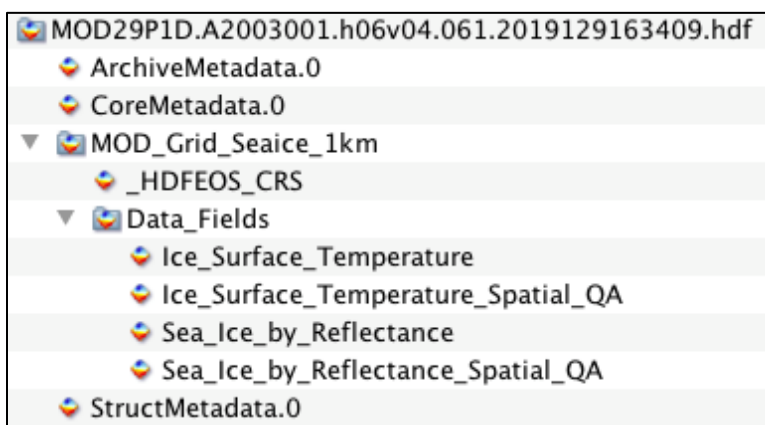 MOD29P1D.A2003001.h06v04.061.2019129163409.hdf
ArchiveMetadata.0
CoreMetadata.0
MOD_Grid_Seaice_1km
_HDFEOS_CRS
Data_Fields
Ice_Surface_Temperature
Ice_Surface_Temperature_Spatial_QA
Sea_Ice_by_Reflectance
Sea_Ice_by_Reflectance_Spatial_QA
StructMetadata.0